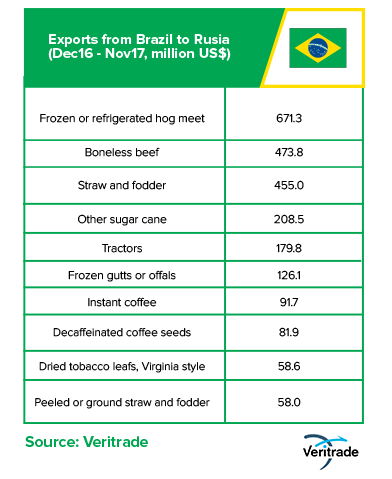 Exports from Brazil to Rusia
(Dec16 - Nov17, million US$)
Frozen or refrigerated hog meet 671.3
Boneless beef 473.8
Straw and fodder 455.0
Other sugar cane 208.5
Tractors 179.8
Frozen gutts or offals 126.1
Instant coffee 91.7
Decaffeinated coffee seeds 81.9
Dried tobacco leafs, Virginia style 58.6
Peeled or ground straw and fodder 58.0
Source: Veritrade
Veritrade